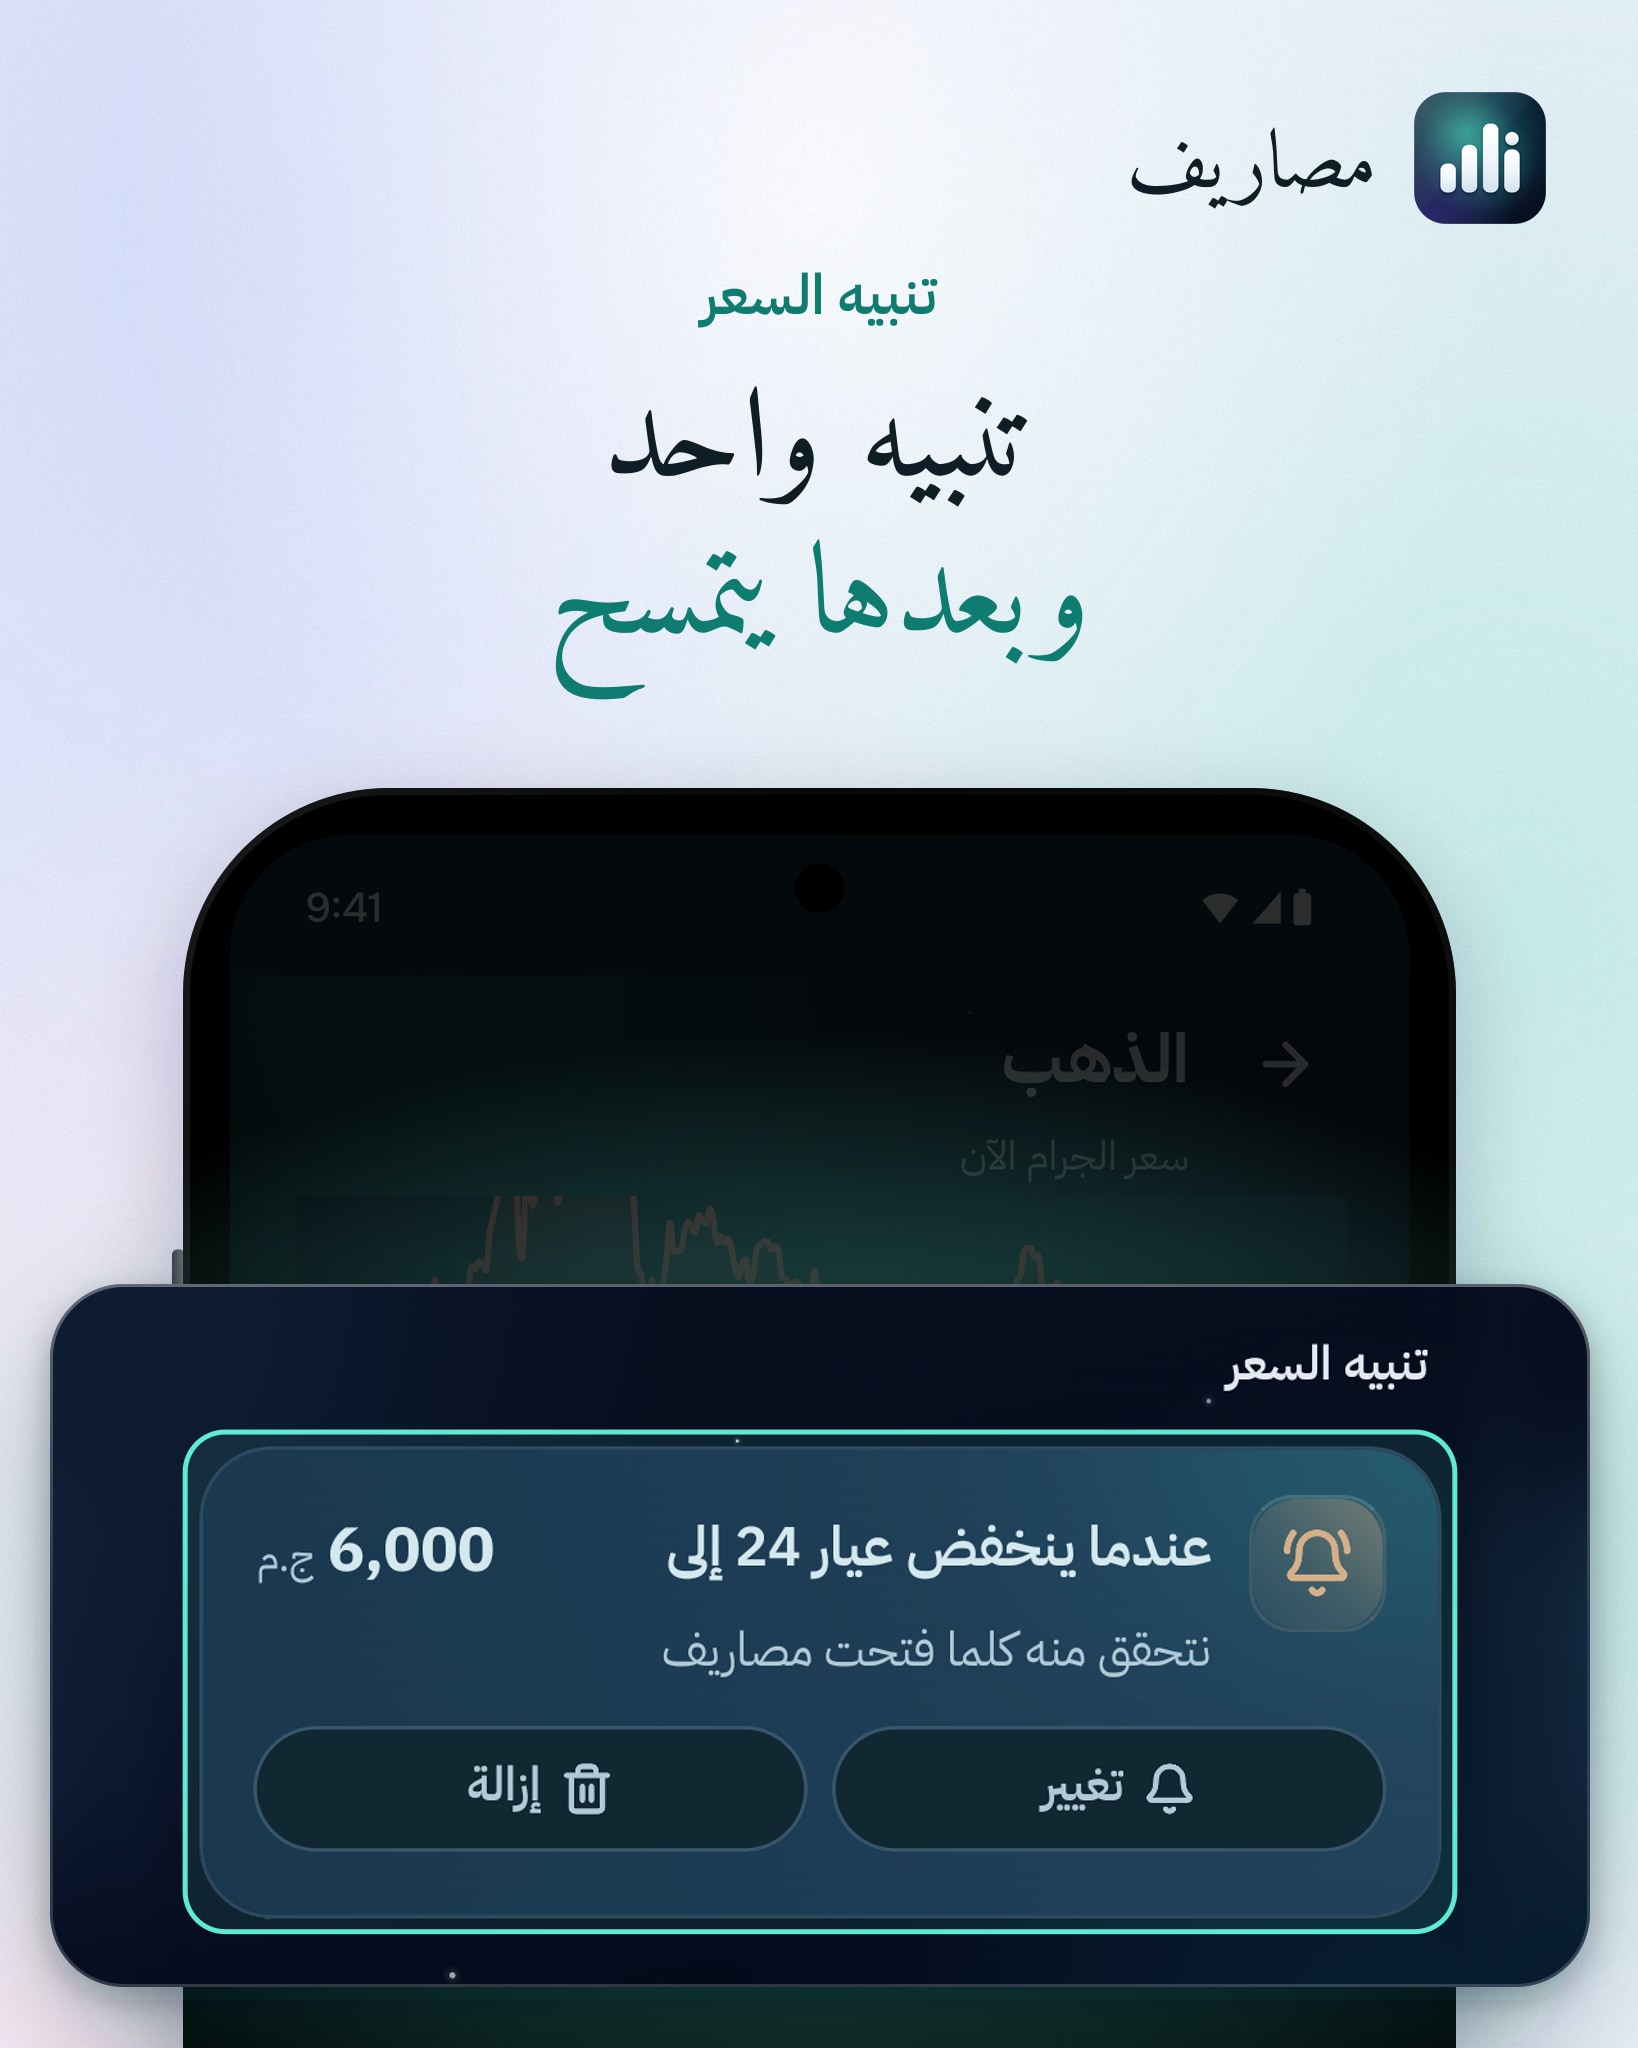 مصاريف
تنبيه السعر
تنبيه واحد
وبعدها يتمسح
9:41
الذهب
سعر الجرام الآن
تنبيه السعر
عندما ينخفض عيار 24 إلى 6,000 ج.م
نتحقق منه كلما فتحت مصاريف
تغيير
إزالة